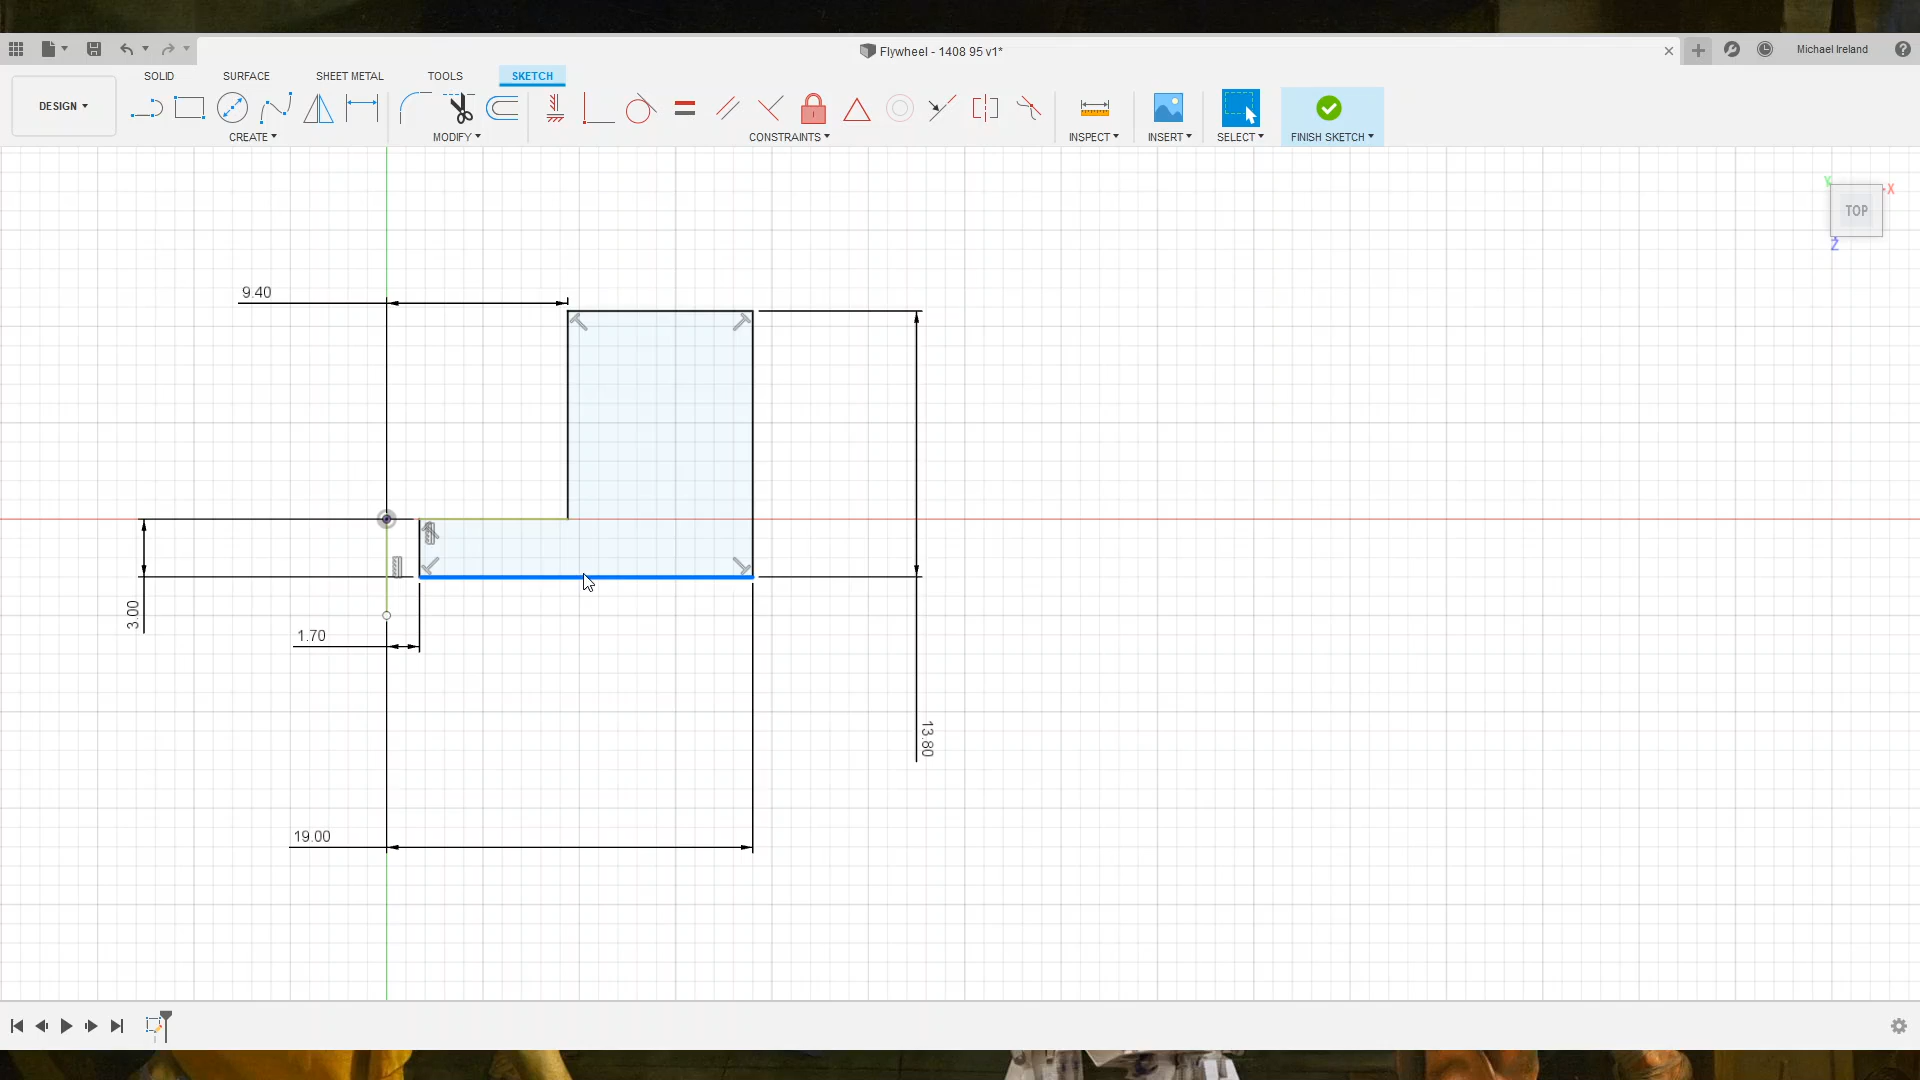 Flywheel - 1408 95 v1*
Michael Ireland
SOLID
SURFACE
SHEET METAL
TOOLS
SKETCH
DESIGN
CREATE
MODIFY
CONSTRAINTS
INSPECT
INSERT
SELECT
FINISH SKETCH
Y
X
TOP
Z
9.40
3.00
1.70
13.80
19.00